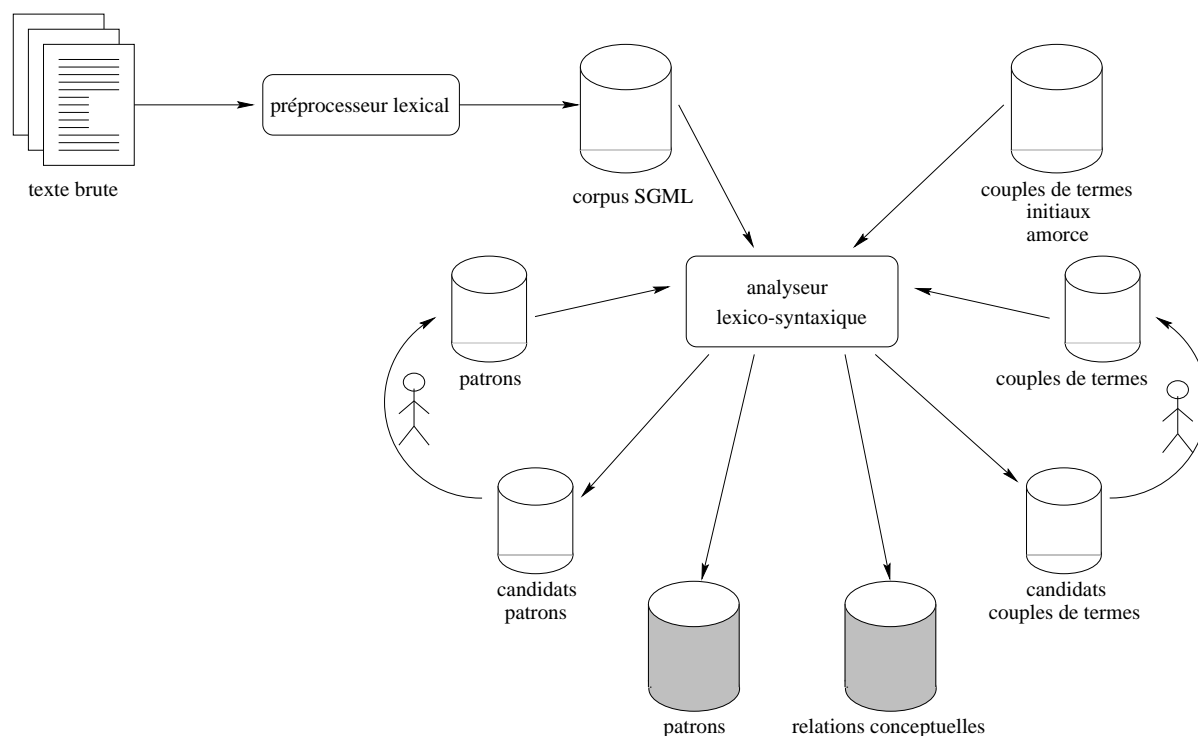 préprocesseur lexical
texte brute
corpus SGML
couples de termes
initiaux
amorce
analyseur
lexico-syntaxique
patrons
couples de termes
candidats
patrons
candidats
couples de termes
patrons
relations conceptuelles